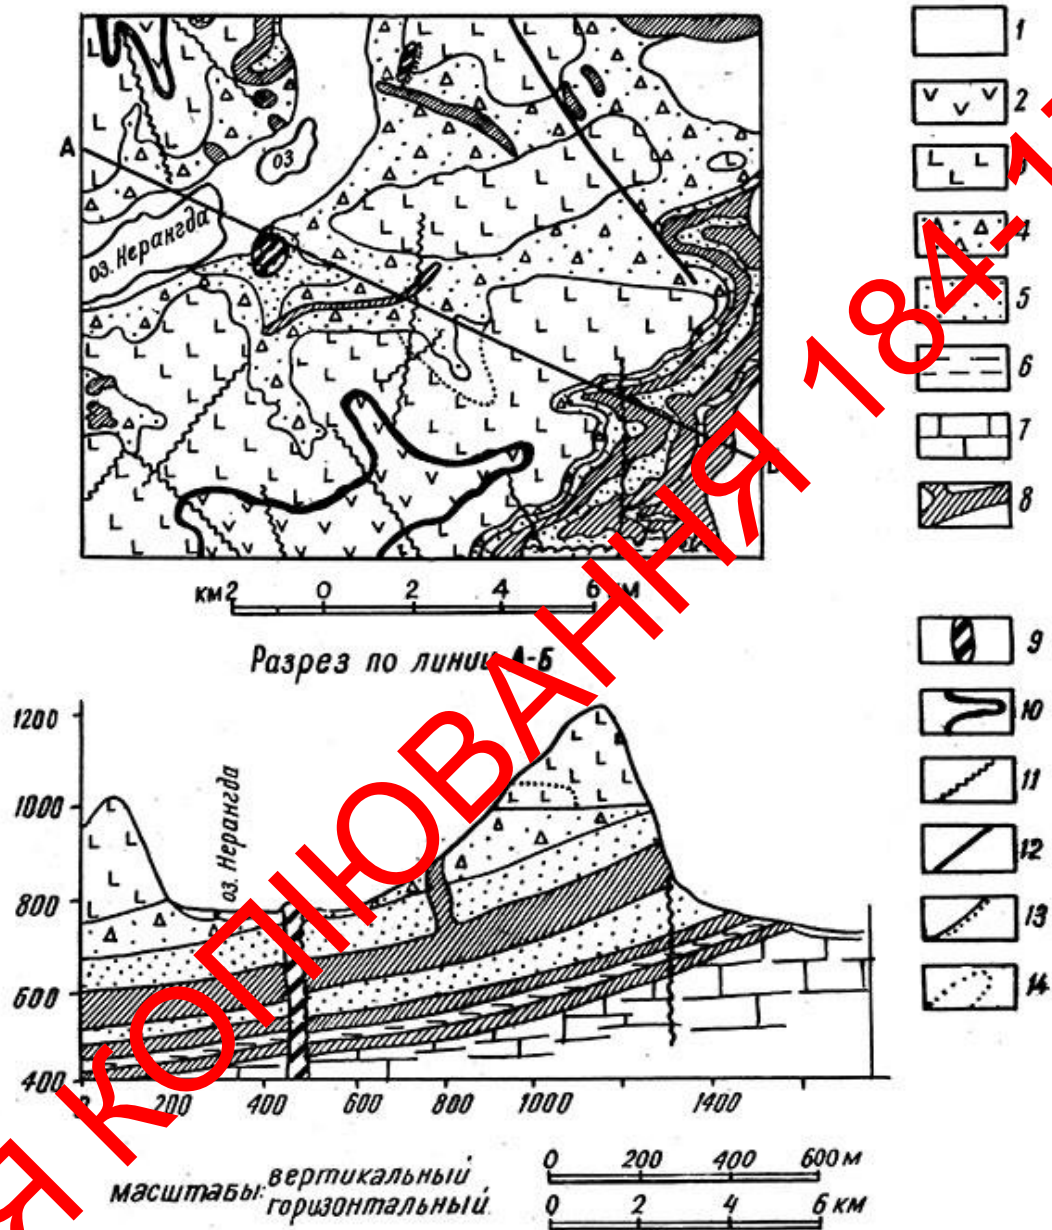 А
оз. Нерангда
оз
1
2
4
5
6
7
8
км 2 0 2 4 6 км
Разрез по линии А-Б
9
10
11
12
13
14
1200
1000
800
600
400
оз. Нерангда
200 400 600 800 1000 1400
масштабы: вертикальный 0 200 400 600 м
горизонтальный. 0 2 4 6 км
Я КОПІЮВАННЯ 184-1